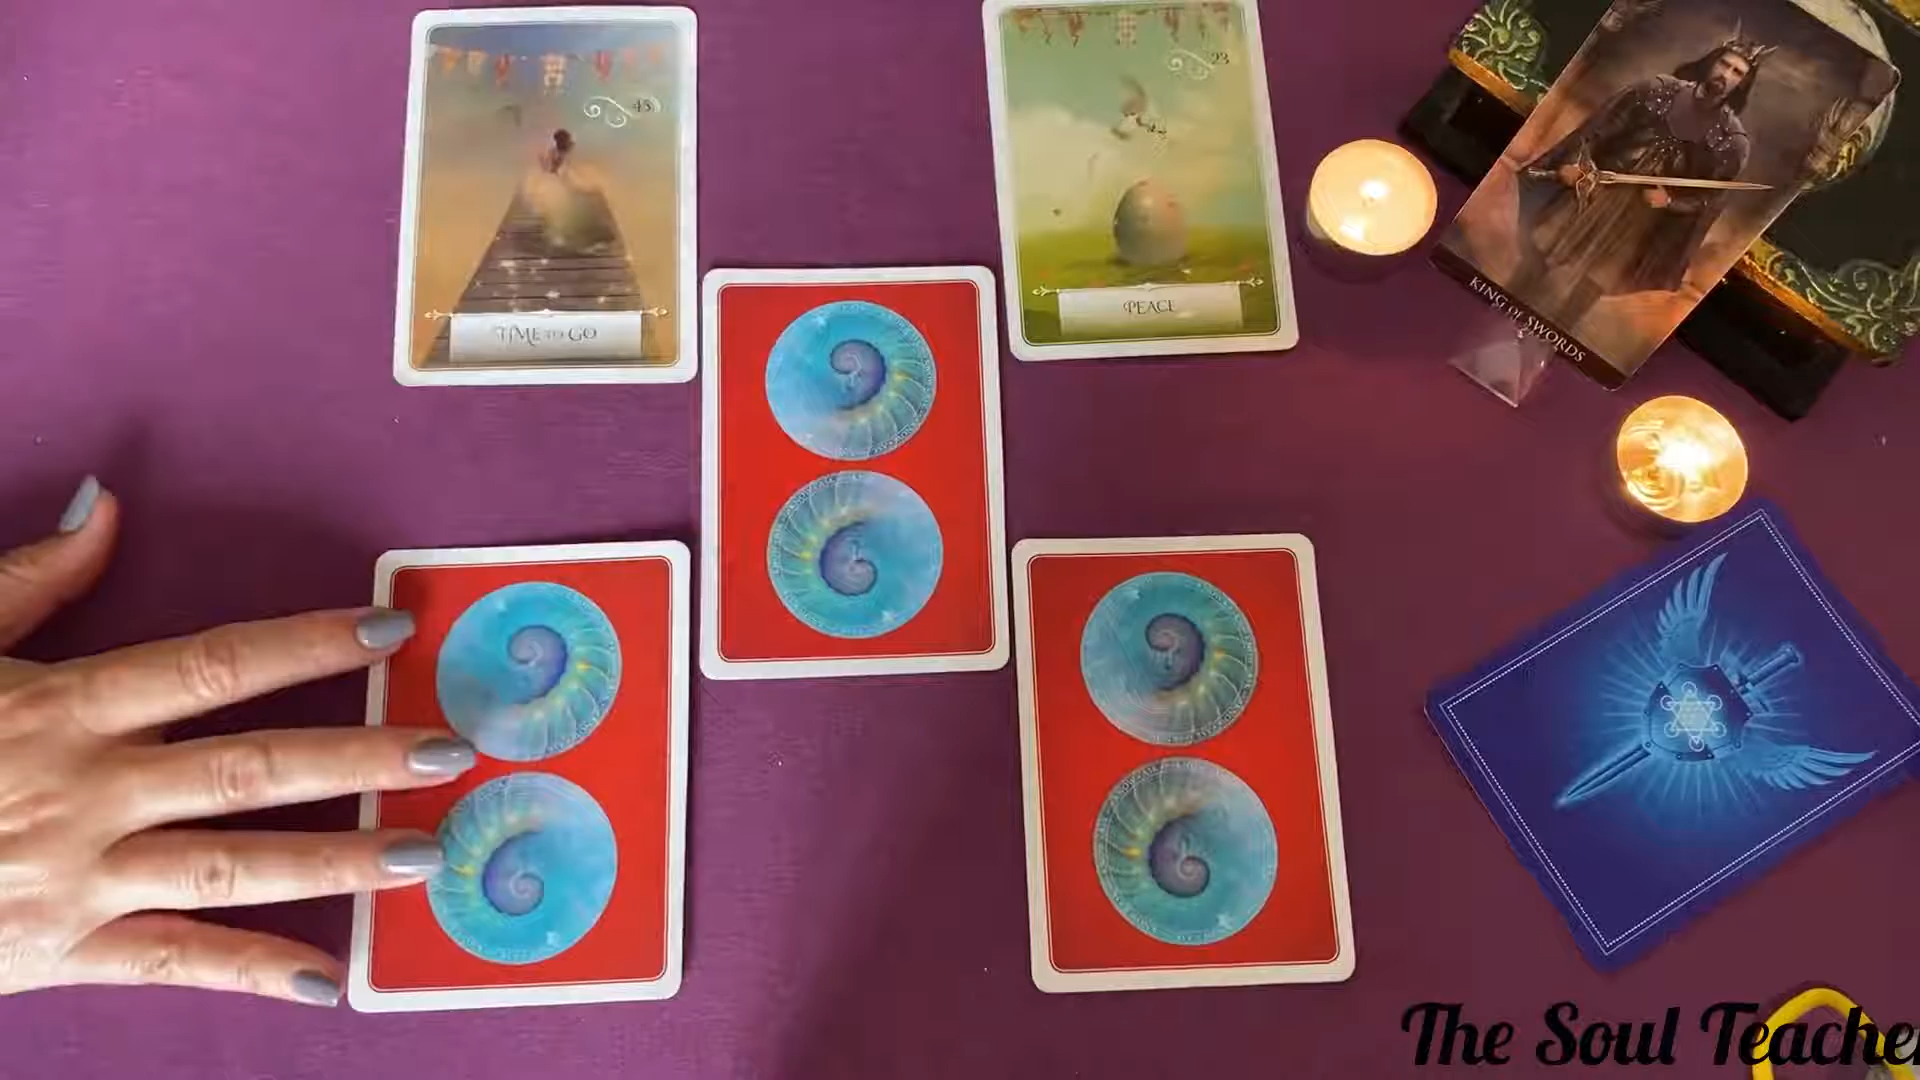 45
TIME TO GO
23
PEACE
KING OF SWORDS
The Soul Teacher